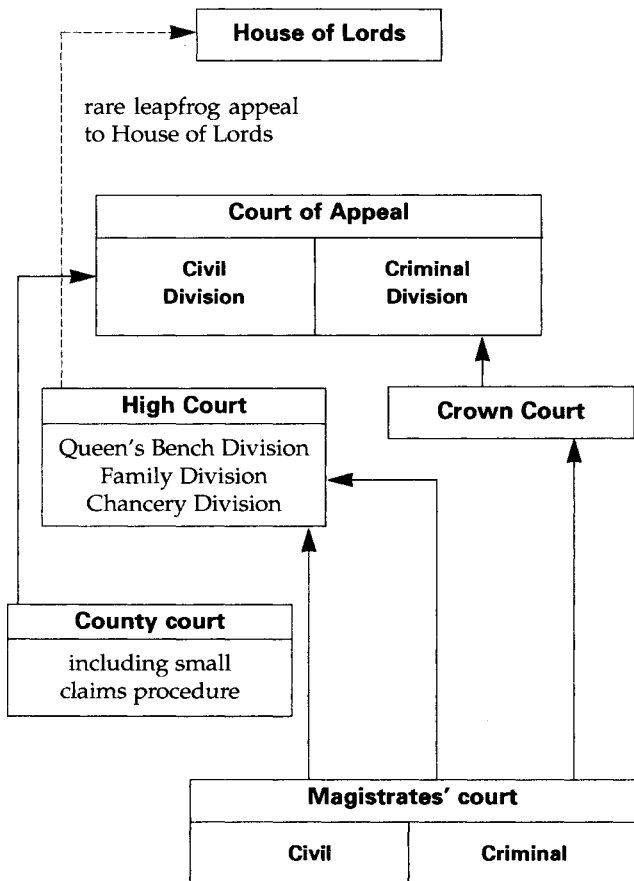 House of Lords
rare leapfrog appeal
to House of Lords
Court of Appeal
Civil
Division
Criminal
Division
High Court
Queen's Bench Division
Family Division
Chancery Division
Crown Court
County court
including small
claims procedure
Magistrates' court
Civil
Criminal